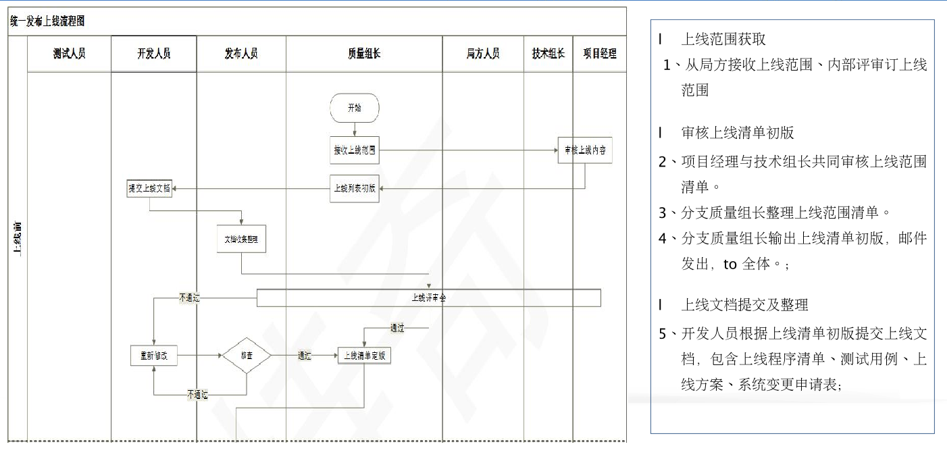 统一发布上线流程图
测试人员
开发人员
发布人员
质量组长
局方人员
技术组长
项目经理
上线前
开始
接收上线范围
审核上线内容
上线列表初版
提交上线文档
文档收集整理
上线评审会
不通过
通过
重新修改
核查
通过
上线清单定版
不通过
l 上线范围获取
1、从局方接收上线范围、内部评审订上线
范围
l 审核上线清单初版
2、项目经理与技术组长共同审核上线范围
清单。
3、分支质量组长整理上线范围清单。
4、分支质量组长输出上线清单初版，邮件
发出，to 全体。;
l 上线文档提交及整理
5、开发人员根据上线清单初版提交上线文
档，包含上线程序清单、测试用例、上
线方案、系统变更申请表;